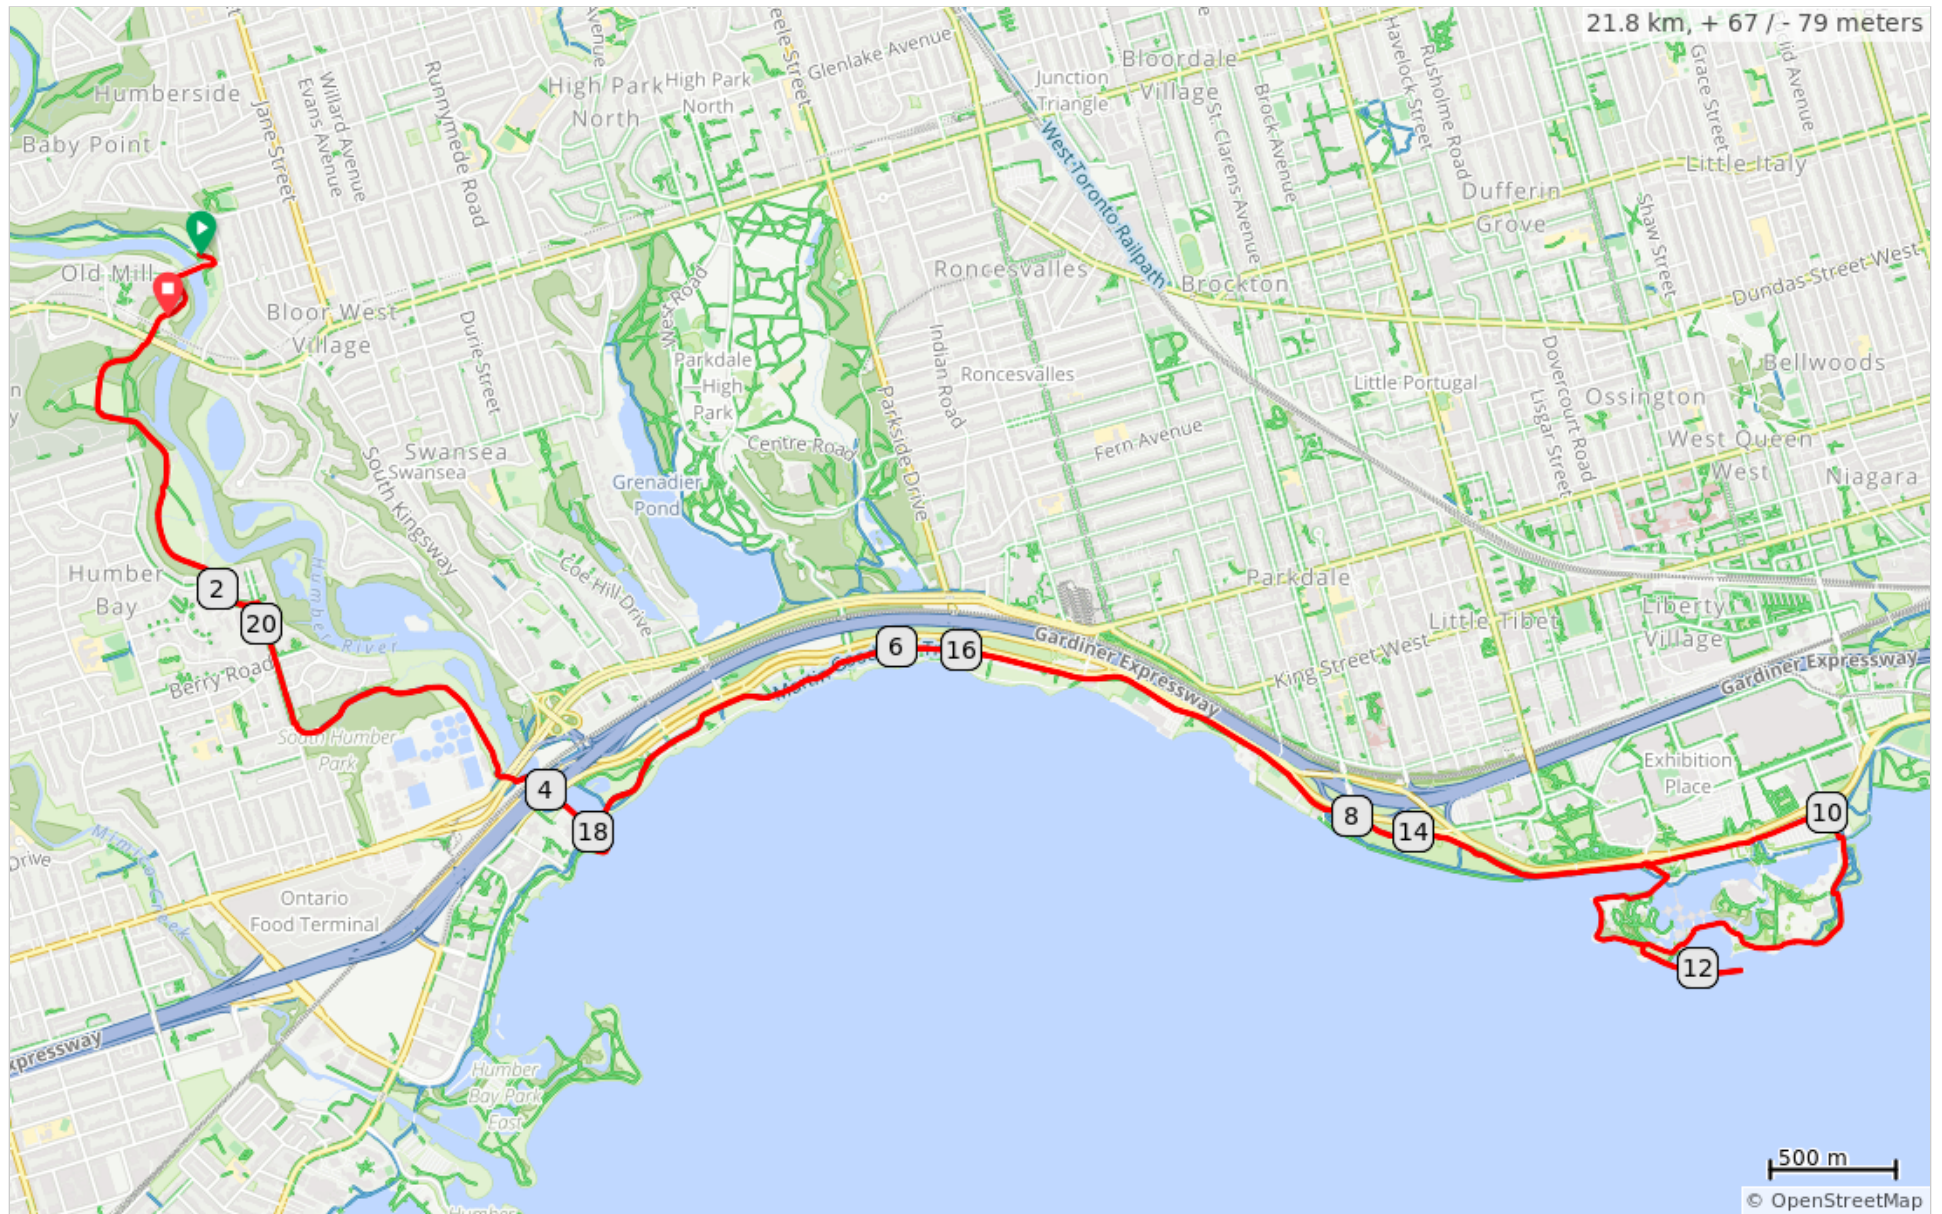 21.8 km, + 67 / - 79 meters
Glenlake Avenue
Bloordale
Village
Junction
Triangle
Havelock Street
Rusholme Road
Grace Street
Humberside
Willard Avenue
Evans Avenue
Jane Street
Runnymede Road
High Park
North
High Park
North
St. Clarens Avenue
Brock Avenue
West Toronto Railpath
Baby Point
Little Italy
Dufferin
Grove
Shaw Street
Old Mill
Roncesvalles
Brockton
Dundas Street West
Bloor West
Village
West Road
Durie Street
Indian Road
Parkdale
—High
Park
Roncesvalles
Little Portugal
Dovercourt Road
Lisgar Street
Bellwoods
Ossington
Parkside Drive
Centre Road
Fern Avenue
West Queen
West
Niagara
Swansea
Swansea
South Kingsway
Grenadier
Pond
Humber
Bay
2
20
Humber River
Coe Hill Drive
Parkdale
Liberty
Village
Little Tibet
Berry Road
6
16
Gardiner Expressway
King Street West
Gardiner Expressway
South Humber
Park
4
18
8
14
10
Exhibition
Place
Mimico Creek
Drive
Ontario
Food Terminal
12
xpressway
Humber
Bay Park
East
Humber
500 m
© OpenStreetMap